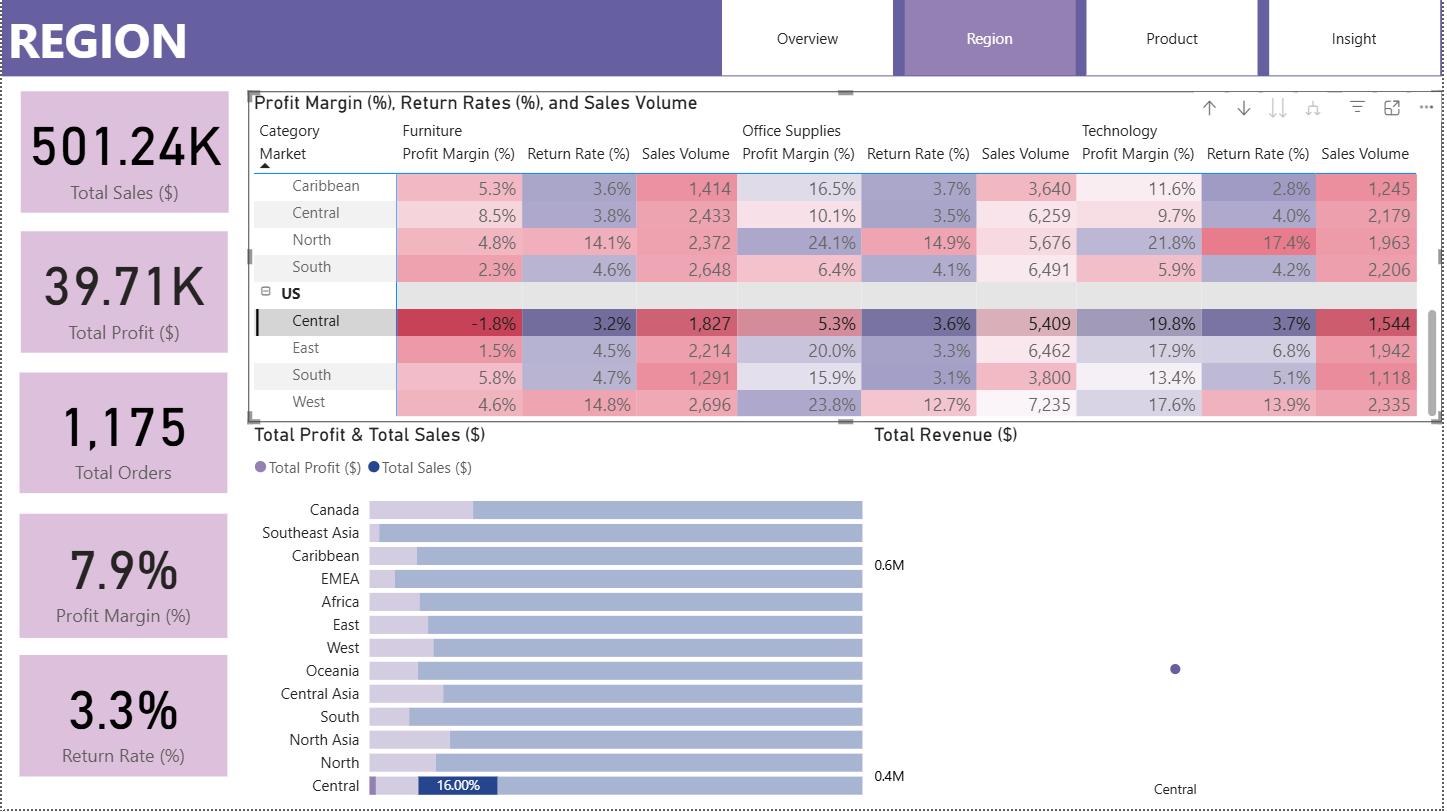 REGION
Overview
Region
Product
Insight
501.24K
Total Sales ($)
39.71K
Total Profit ($)
1,175
Total Orders
7.9%
Profit Margin (%)
3.3%
Return Rate (%)
Profit Margin (%), Return Rates (%), and Sales Volume
Category Furniture Office Supplies Technology
Market Profit Margin (%) Return Rate (%) Sales Volume Profit Margin (%) Return Rate (%) Sales Volume Profit Margin (%) Return Rate (%) Sales Volume
Caribbean 5.3% 3.6% 1,414 16.5% 3.7% 3,640 11.6% 2.8% 1,245
Central 8.5% 3.8% 2,433 10.1% 3.5% 6,259 9.7% 4.0% 2,179
North 4.8% 14.1% 2,372 24.1% 14.9% 5,676 21.8% 17.4% 1,963
South 2.3% 4.6% 2,648 6.4% 4.1% 6,491 5.9% 4.2% 2,206
US
Central -1.8% 3.2% 1,827 5.3% 3.6% 5,409 19.8% 3.7% 1,544
East 1.5% 4.5% 2,214 20.0% 3.3% 6,462 17.9% 6.8% 1,942
South 5.8% 4.7% 1,291 15.9% 3.1% 3,800 13.4% 5.1% 1,118
West 4.6% 14.8% 2,696 23.8% 12.7% 7,235 17.6% 13.9% 2,335
Total Profit & Total Sales ($)
Total Profit ($) Total Sales ($)
Canada
Southeast Asia
Caribbean
EMEA
Africa
East
West
Oceania
Central Asia
South
North Asia
North
Central 16.00%
Total Revenue ($)
0.6M
0.4M
Central